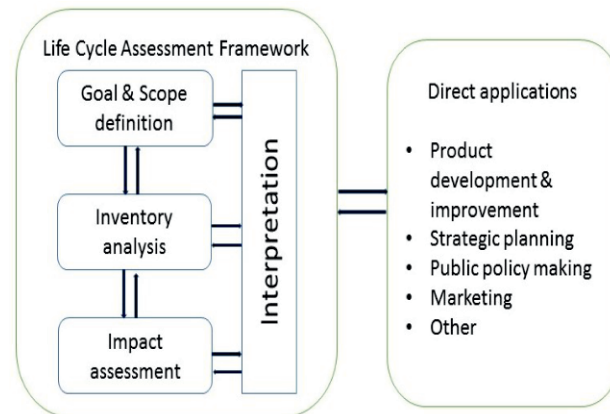 Life Cycle Assessment Framework
Goal & Scope
definition
Inventory
analysis
Impact
assessment
Interpretation
Direct applications
• Product
development &
improvement
• Strategic planning
• Public policy making
• Marketing
• Other